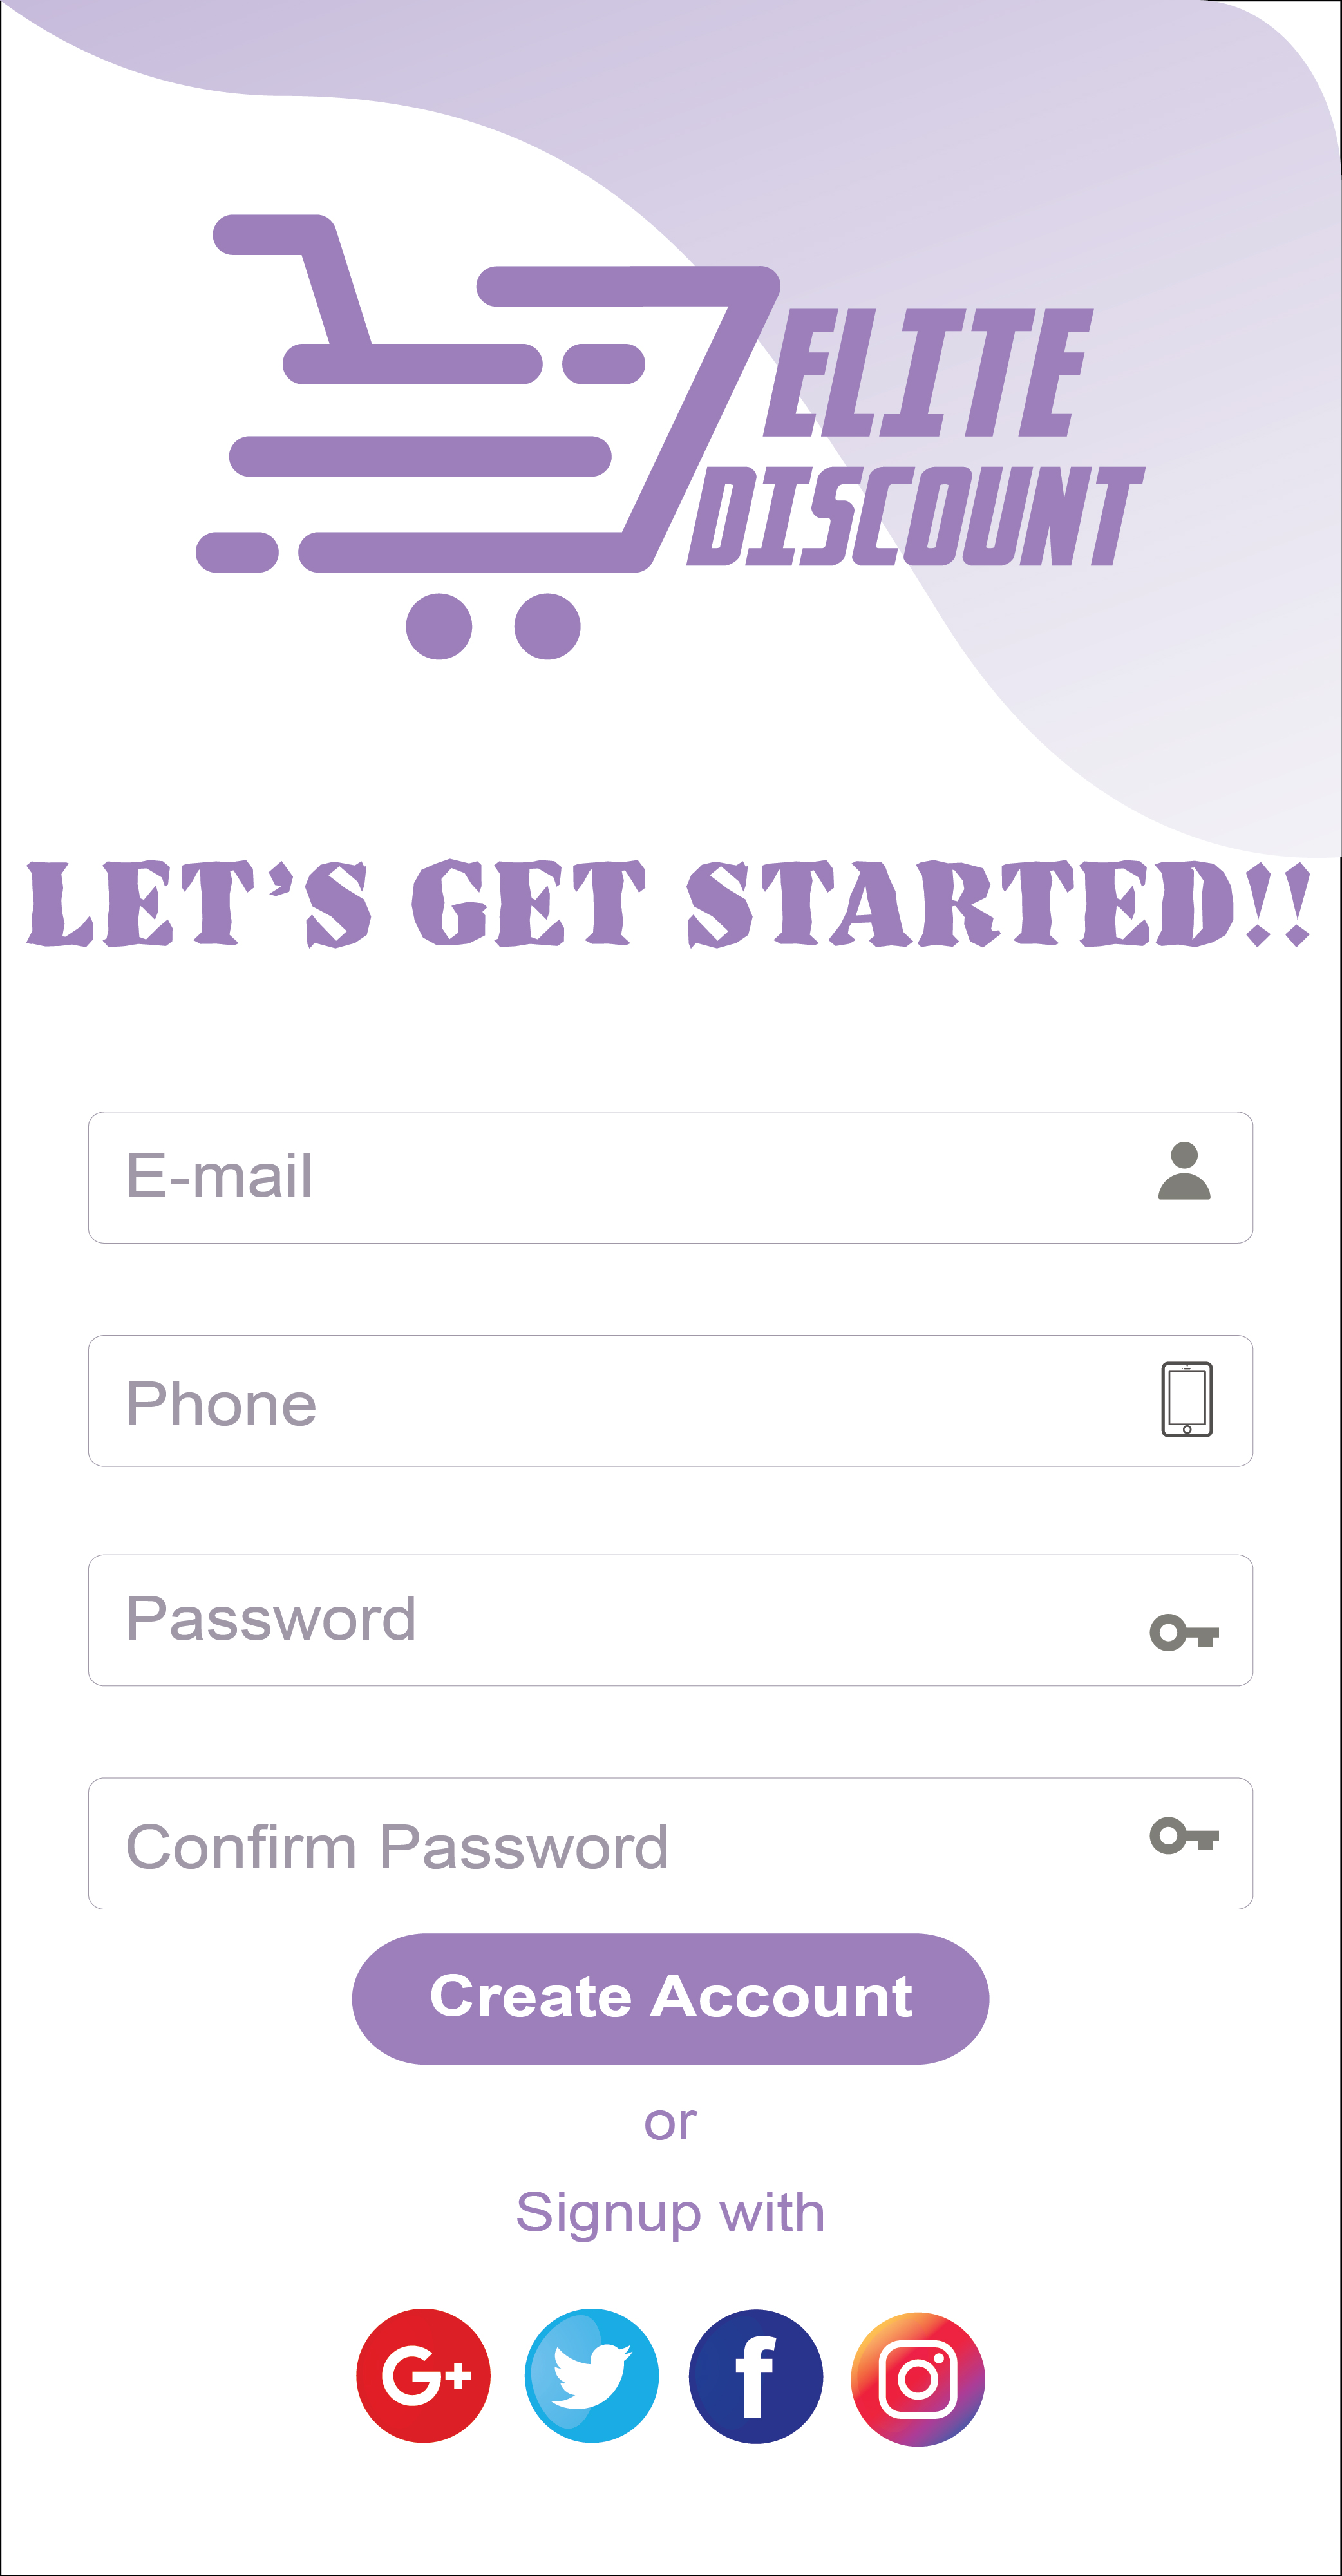 ELITE
DISCOUNT
LET'S GET STARTED!!
E-mail
Phone
Password
Confirm Password
Create Account
or
Signup with
G+
f